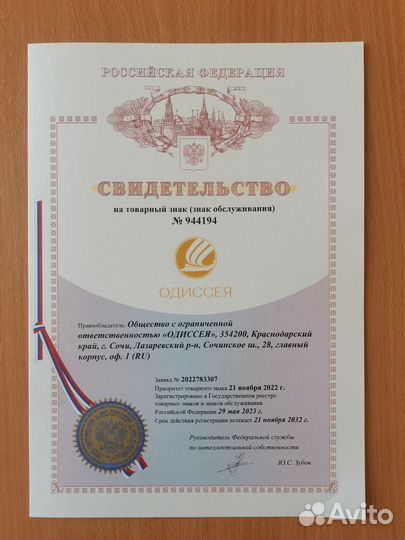 РОССИЙСКАЯ ФЕДЕРАЦИЯ
СВИДЕТЕЛЬСТВО
на товарный знак (знак обслуживания)
№ 944194
ОДИССЕЯ
Правообладатель: Общество с ограниченной
ответственностью «ОДИССЕЯ», 354200, Краснодарский
край, г. Сочи, Лазаревский р-н, Сочинское ш., 28, главный
корпус, оф. 1 (RU)
Заявка № 2022783307
Приоритет товарного знака 21 ноября 2022 г.
Зарегистрировано в Государственном реестре
товарных знаков и знаков обслуживания
Российской Федерации 29 мая 2023 г.
Срок действия регистрации истекает 21 ноября 2032 г.
Руководитель Федеральной службы
по интеллектуальной собственности
Ю.С. Зубов
Avito